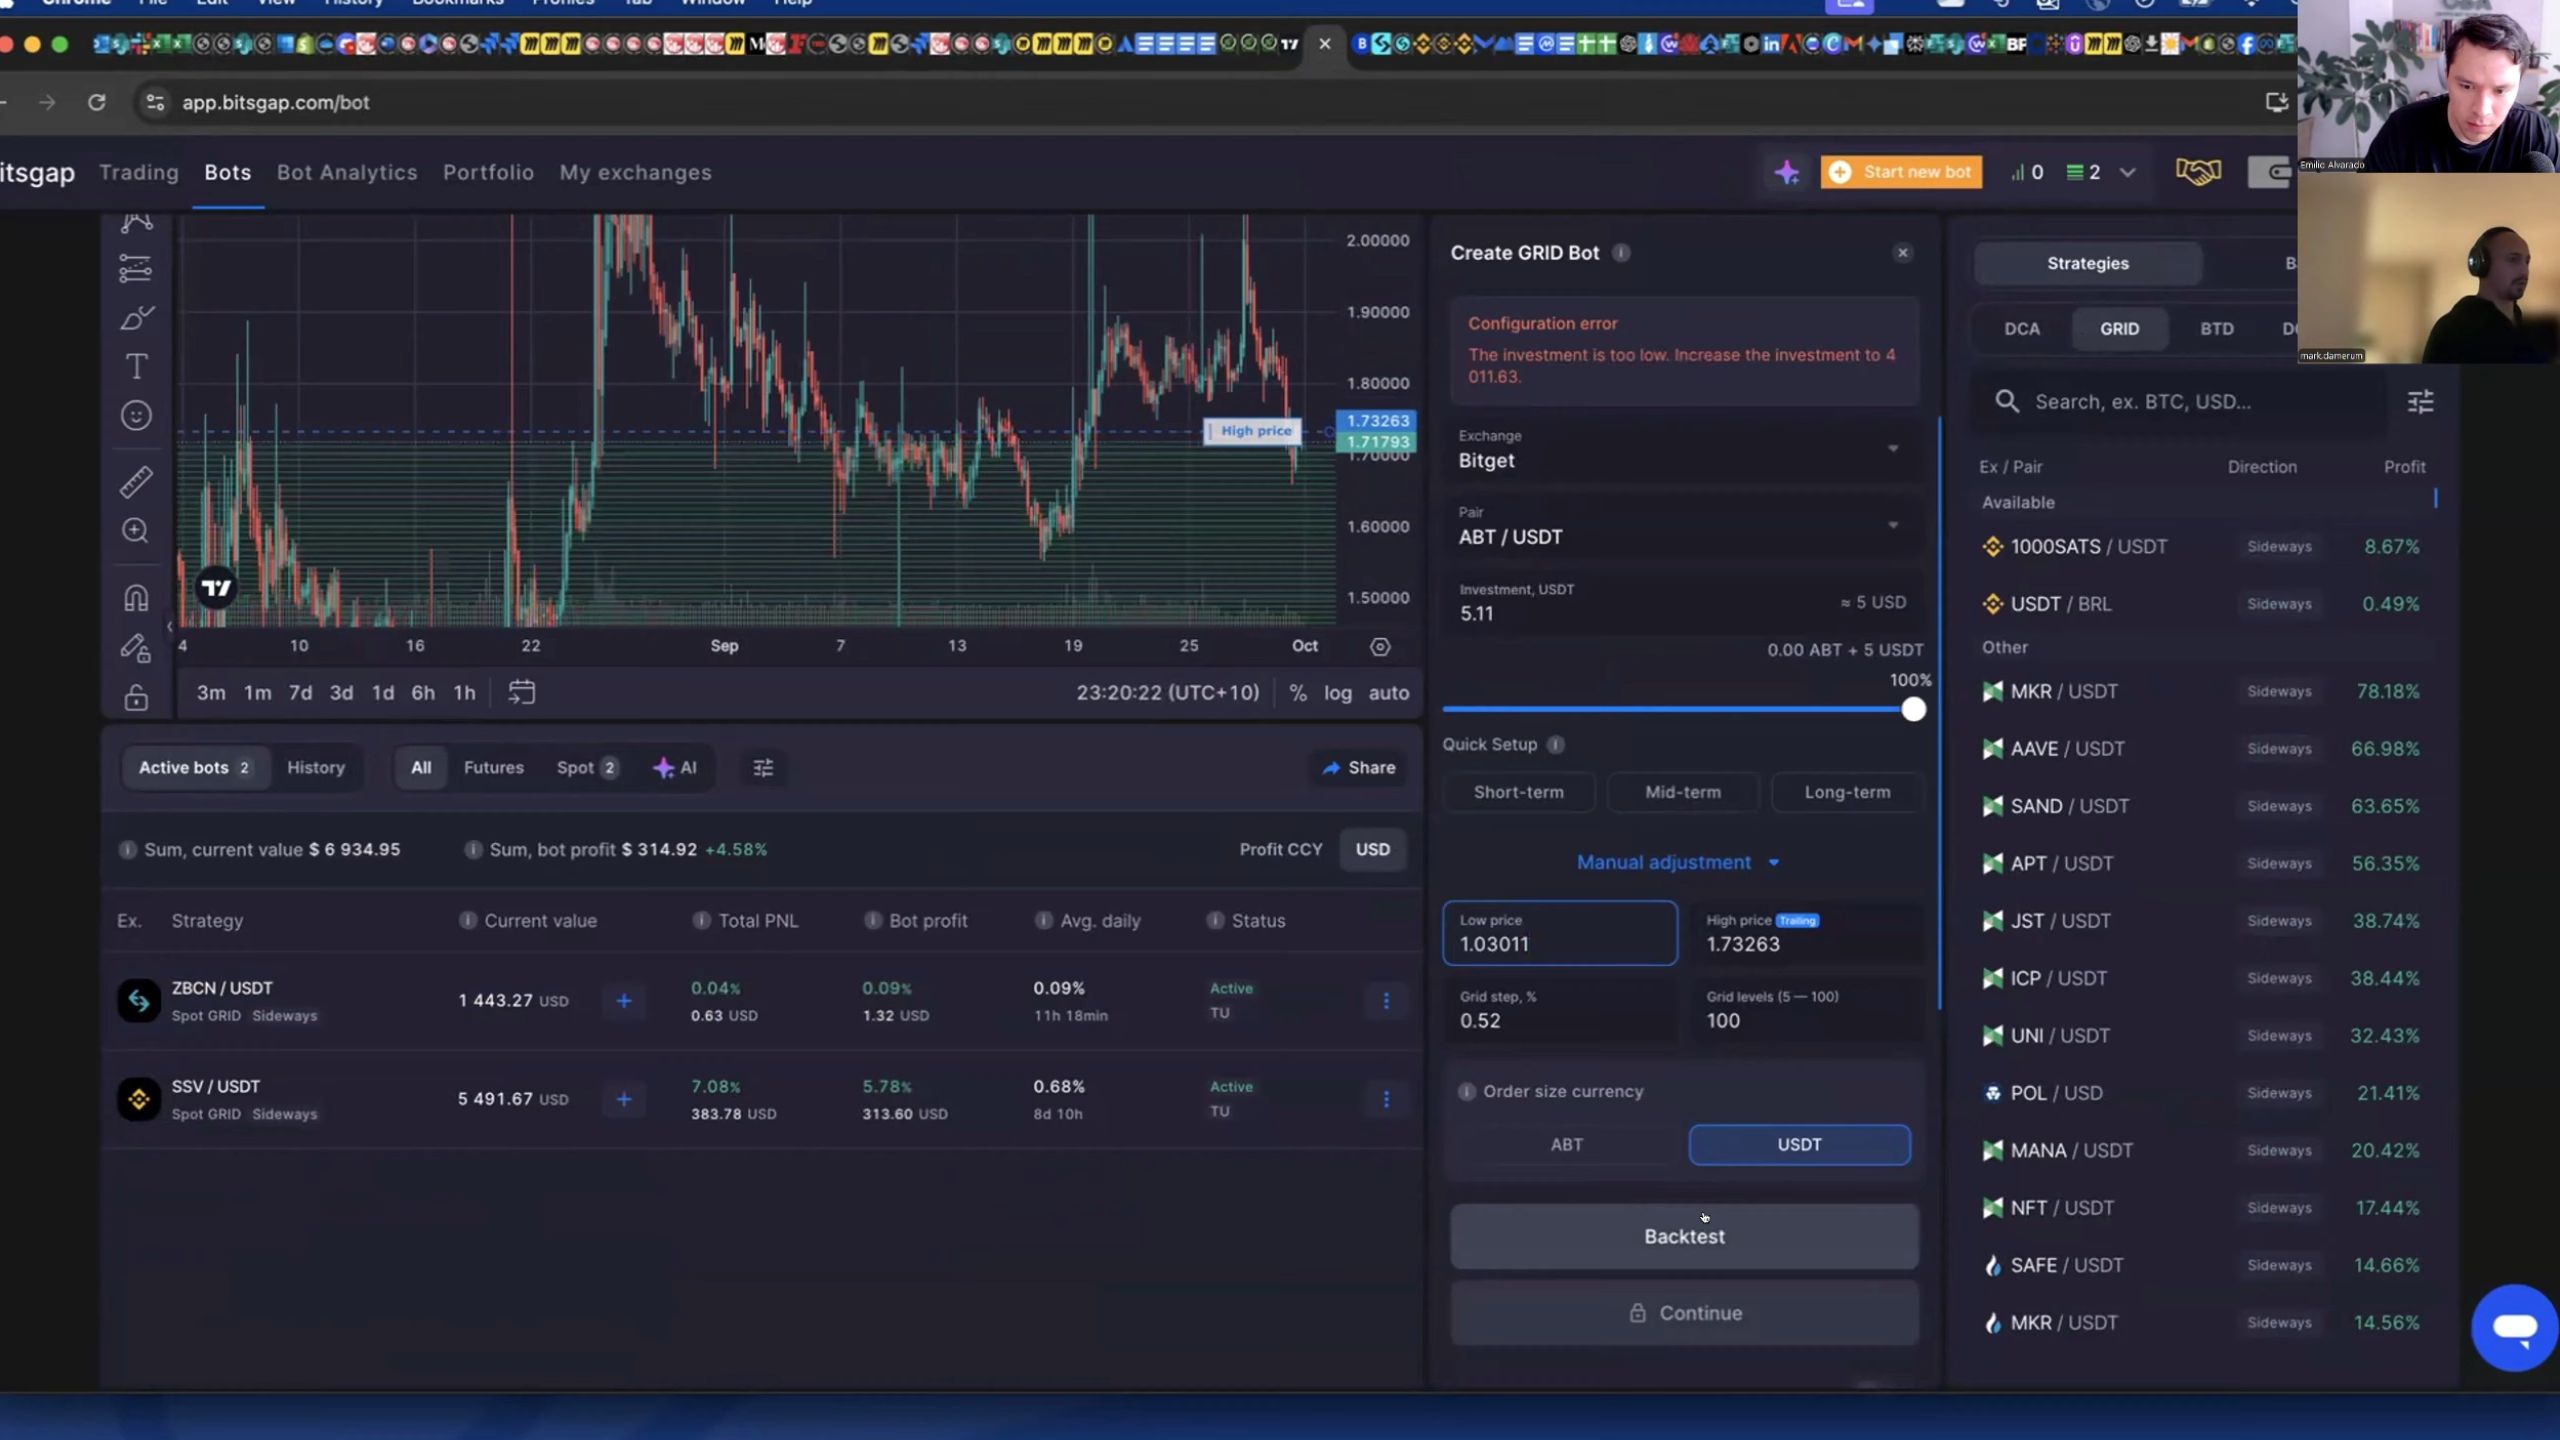 Chrome File Edit View History Bookmarks Profiles Tab Window Help
app.bitsgap.com/bot
itsgap Trading Bots Bot Analytics Portfolio My exchanges
Start new bot 0 2
Emilio Alvarado
mark.damerum
2.00000
1.90000
1.80000
High price 1.73263
1.71793
1.70000
1.60000
1.50000
4 10 16 22 Sep 7 13 19 25 Oct
3m 1m 7d 3d 1d 6h 1h 23:20:22 (UTC+10) % log auto
Active bots 2 History All Futures Spot 2 AI Share
Sum, current value $ 6 934.95 Sum, bot profit $ 314.92 +4.58% Profit CCY USD
Ex. Strategy Current value Total PNL Bot profit Avg. daily Status
ZBCN / USDT 1 443.27 USD + 0.04% 0.09% 0.09% Active
Spot GRID Sideways 0.63 USD 1.32 USD 11h 18min TU
SSV / USDT 5 491.67 USD + 7.08% 5.78% 0.68% Active
Spot GRID Sideways 383.78 USD 313.60 USD 8d 10h TU
Create GRID Bot
Configuration error
The investment is too low. Increase the investment to 4
011.63.
Exchange
Bitget
Pair
ABT / USDT
Investment, USDT
5.11 ≈ 5 USD
0.00 ABT + 5 USDT
100%
Quick Setup
Short-term Mid-term Long-term
Manual adjustment
Low price High price Trailing
1.03011 1.73263
Grid step, % Grid levels (5 — 100)
0.52 100
Order size currency
ABT USDT
Backtest
Continue
Strategies B
DCA GRID BTD D
Search, ex. BTC, USD...
Ex / Pair Direction Profit
Available
1000SATS / USDT Sideways 8.67%
USDT / BRL Sideways 0.49%
Other
MKR / USDT Sideways 78.18%
AAVE / USDT Sideways 66.98%
SAND / USDT Sideways 63.65%
APT / USDT Sideways 56.35%
JST / USDT Sideways 38.74%
ICP / USDT Sideways 38.44%
UNI / USDT Sideways 32.43%
POL / USD Sideways 21.41%
MANA / USDT Sideways 20.42%
NFT / USDT Sideways 17.44%
SAFE / USDT Sideways 14.66%
MKR / USDT Sideways 14.56%